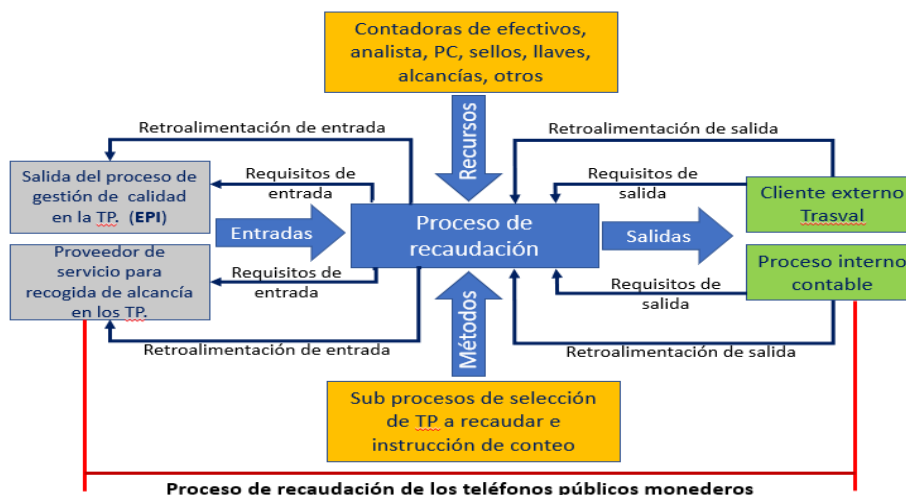 Contadoras de efectivos,
analista, PC, sellos, llaves,
alcancías, otros
Recursos
Retroalimentación de entrada
Retroalimentación de salida
Salida del proceso de
gestión de calidad
en la TP. (EPI)
Requisitos de
entrada
Requisitos de
salida
Cliente externo
Trasval
Entradas
Proceso de
recaudación
Salidas
Proveedor de
servicio para
recogida de alcancía
en los TP.
Requisitos de
entrada
Requisitos de
salida
Proceso interno
contable
Retroalimentación de entrada
Retroalimentación de salida
Métodos
Sub procesos de selección
de TP a recaudar e
instrucción de conteo
Proceso de recaudación de los teléfonos públicos monederos